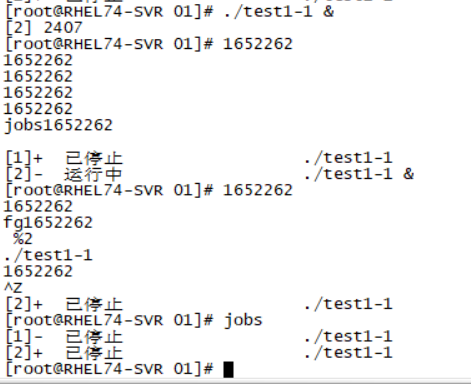 [root@RHEL74-SVR 01]# ./test1-1 &
[2] 2407
[root@RHEL74-SVR 01]# 1652262
1652262
1652262
1652262
1652262
jobs1652262
[1]+  已停止               ./test1-1
[2]-  运行中               ./test1-1 &
[root@RHEL74-SVR 01]# 1652262
1652262
fg1652262
 %2
./test1-1
1652262
^Z
[2]+  已停止               ./test1-1
[root@RHEL74-SVR 01]# jobs
[1]-  已停止               ./test1-1
[2]+  已停止               ./test1-1
[root@RHEL74-SVR 01]#